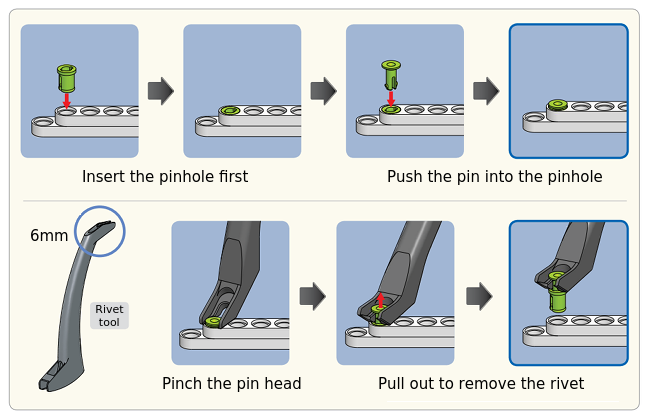 Insert the pinhole first
Push the pin into the pinhole
6mm
Rivet
tool
Pinch the pin head
Pull out to remove the rivet